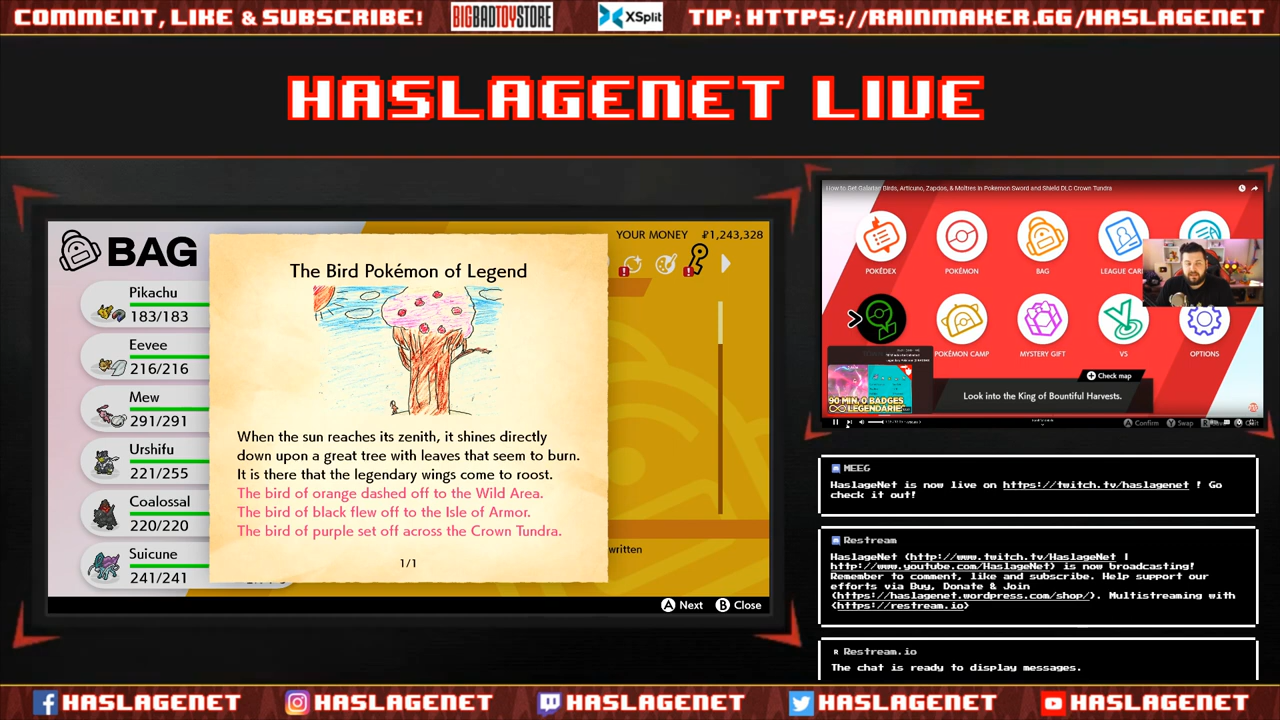 COMMENT, LIKE & SUBSCRIBE!
BIGBADTOYSTORE
XSplit
TIP: HTTPS://RAINMAKER.GG/HASLAGENET
HASLAGENET LIVE
BAG
YOUR MONEY ₽1,243,328
Pikachu
183/183
Eevee
216/216
Mew
291/291
Urshifu
221/255
Coalossal
220/220
Suicune
241/241
The Bird Pokémon of Legend
When the sun reaches its zenith, it shines directly
down upon a great tree with leaves that seem to burn.
It is there that the legendary wings come to roost.
The bird of orange dashed off to the Wild Area.
The bird of black flew off to the Isle of Armor.
The bird of purple set off across the Crown Tundra.
1/1
written
A Next B Close
How to Get Galarian Birds, Articuno, Zapdos, & Moltres in Pokemon Sword and Shield DLC Crown Tundra
POKÉDEX
POKÉMON
BAG
LEAGUE CAR
POKÉMON CAMP
MYSTERY GIFT
VS
OPTIONS
Check map
90 MIN, 0 BADGES
LEGENDARIE
Look into the King of Bountiful Harvests.
Confirm
Swap
MEEG
HaslageNet is now live on https://twitch.tv/haslagenet ! Go
check it out!
Restream
HaslageNet (http://www.twitch.tv/HaslageNet |
http://www.youtube.com/HaslageNet) is now broadcasting!
Remember to comment, like and subscribe. Help support our
efforts via Buy, Donate & Join
(https://haslagenet.wordpress.com/shop/). Multistreaming with
(https://restream.io)
R Restream.io
The chat is ready to display messages.
HASLAGENET
HASLAGENET
HASLAGENET
HASLAGENET
HASLAGENET